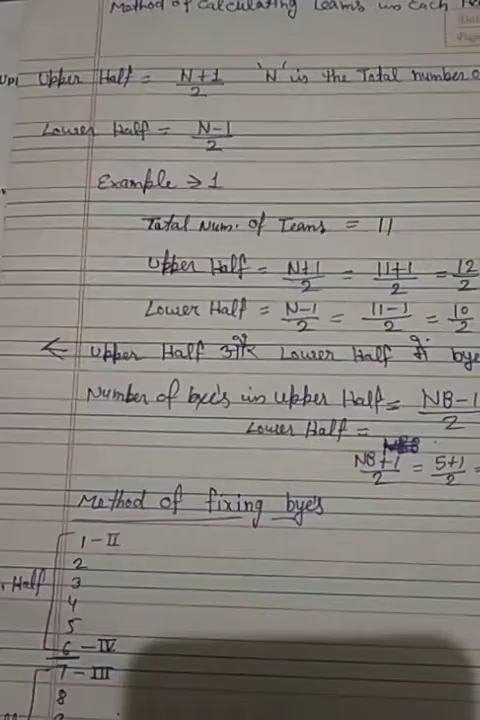 Method of Calculating Teams in Each
Upper Half = N+1/2 'N' is the Total number
Lower Half = N-1/2
Example → 1
Total Num. of Teans = 11
Upper Half = N+1/2 = 11+1/2 = 12/2
Lower Half = N-1/2 = 11-1/2 = 10/2
← Upper Half और Lower Half में bye
Number of bye's in Upper Half = NB-1/2
Lower Half =
NB+1/2 = 5+1/2 =
Method of fixing bye's
1-II
2
Half 3
4
5
6-IV
7-III
8